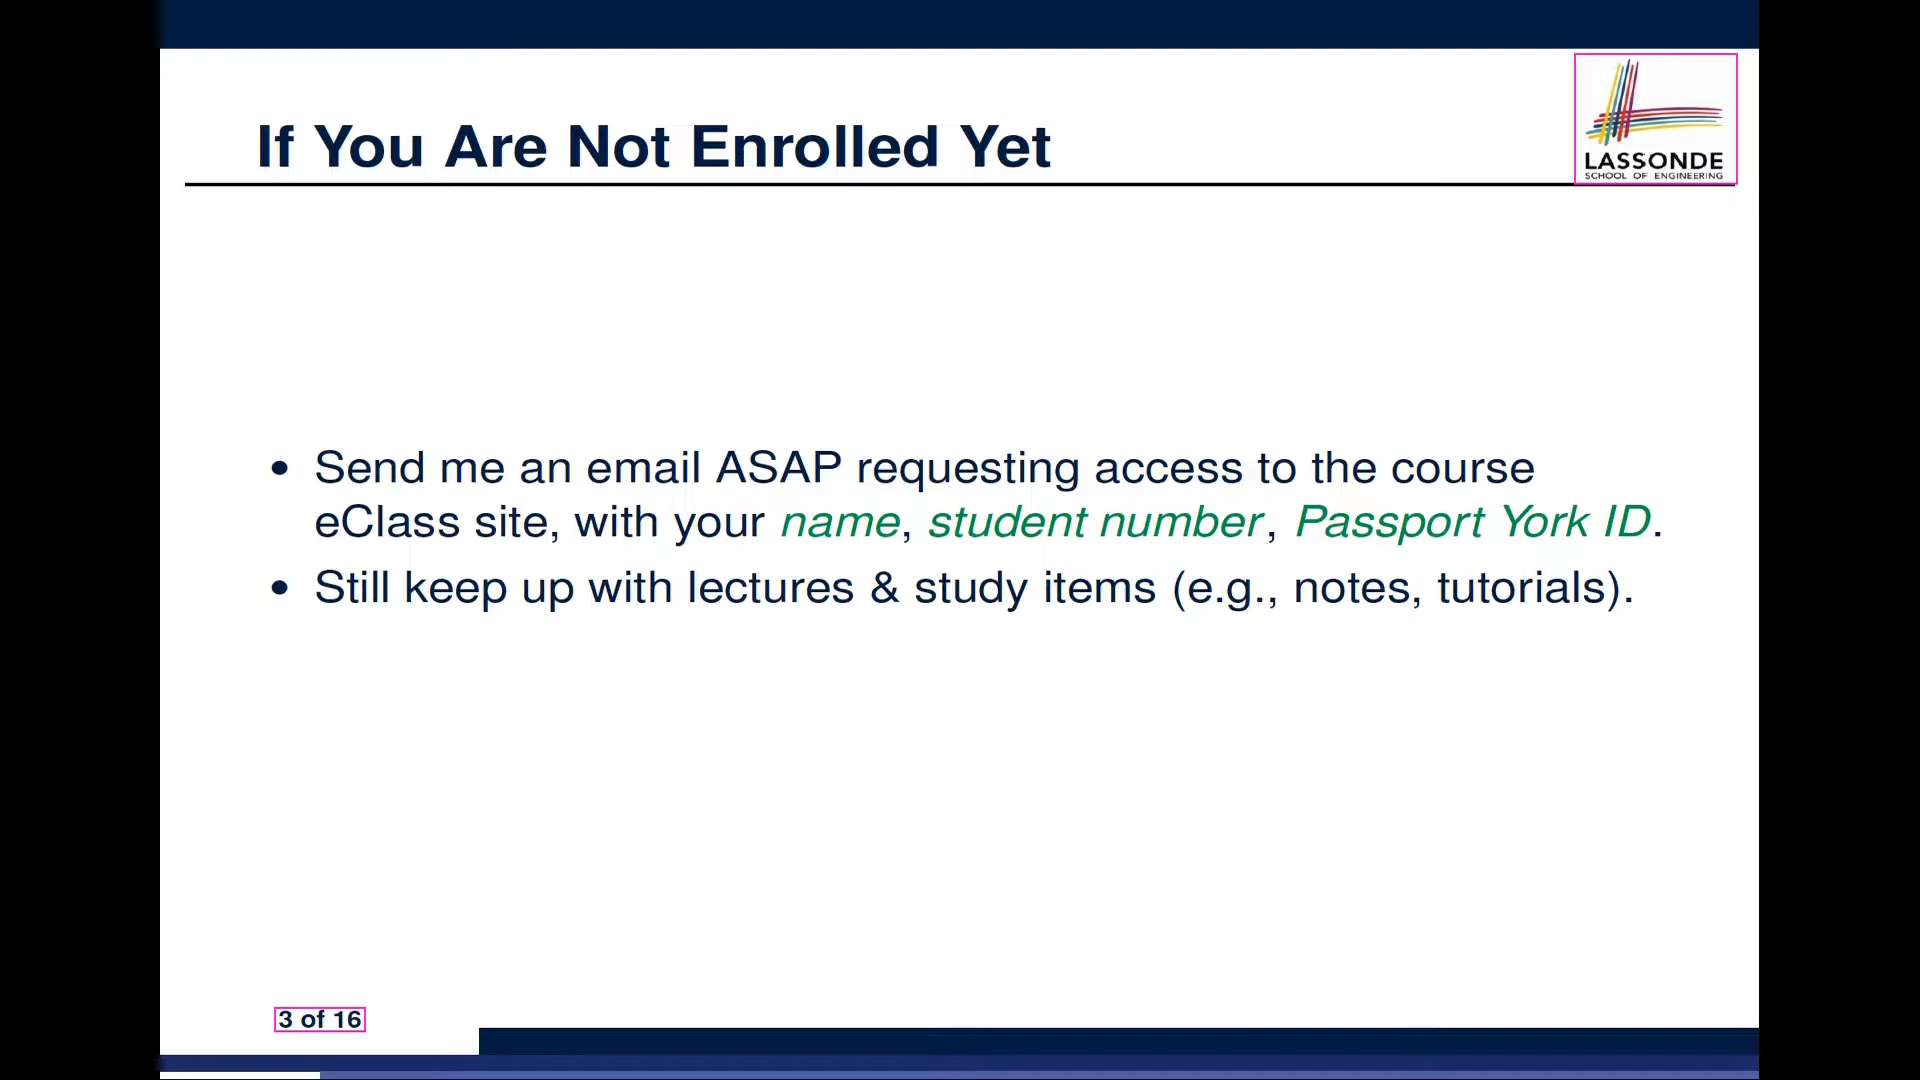 If You Are Not Enrolled Yet
LASSONDE
SCHOOL OF ENGINEERING
• Send me an email ASAP requesting access to the course
eClass site, with your name, student number, Passport York ID.
• Still keep up with lectures & study items (e.g., notes, tutorials).
3 of 16